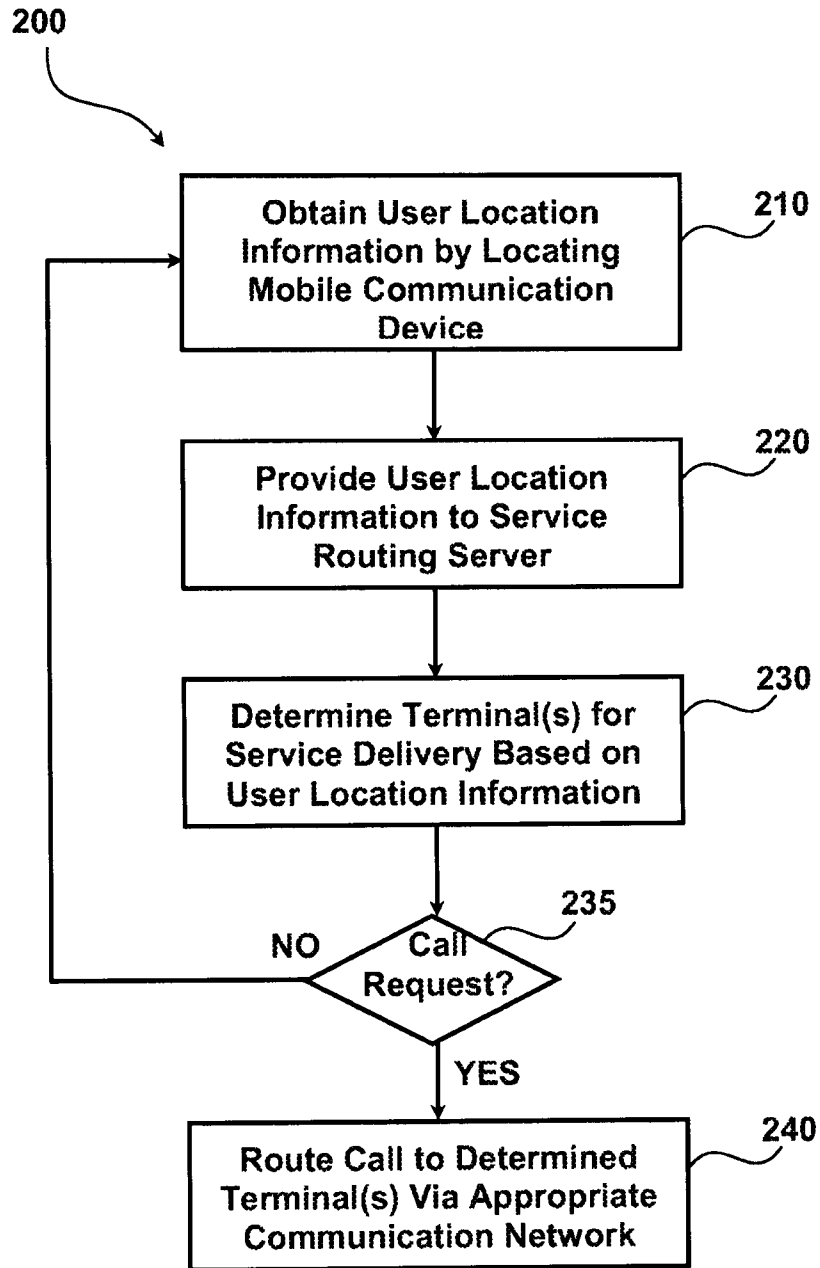 200
Obtain User Location
Information by Locating
Mobile Communication
Device
210
Provide User Location
Information to Service
Routing Server
220
Determine Terminal(s) for
Service Delivery Based on
User Location Information
230
Call
Request?
235
NO
YES
Route Call to Determined
Terminal(s) Via Appropriate
Communication Network
240